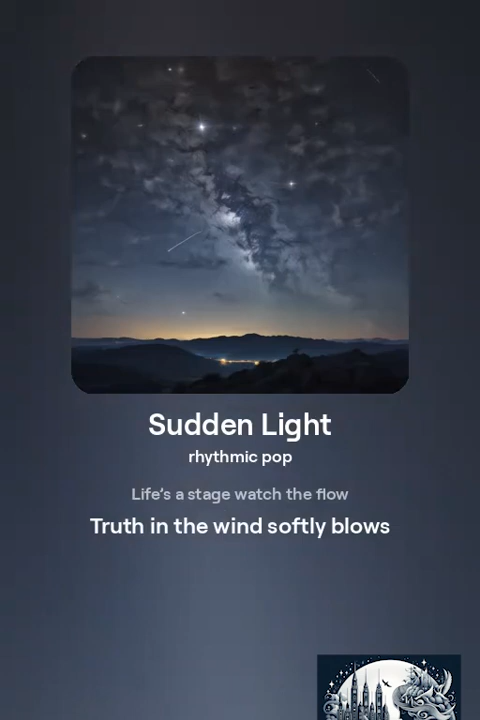 Sudden Light
rhythmic pop
Life's a stage watch the flow
Truth in the wind softly blows